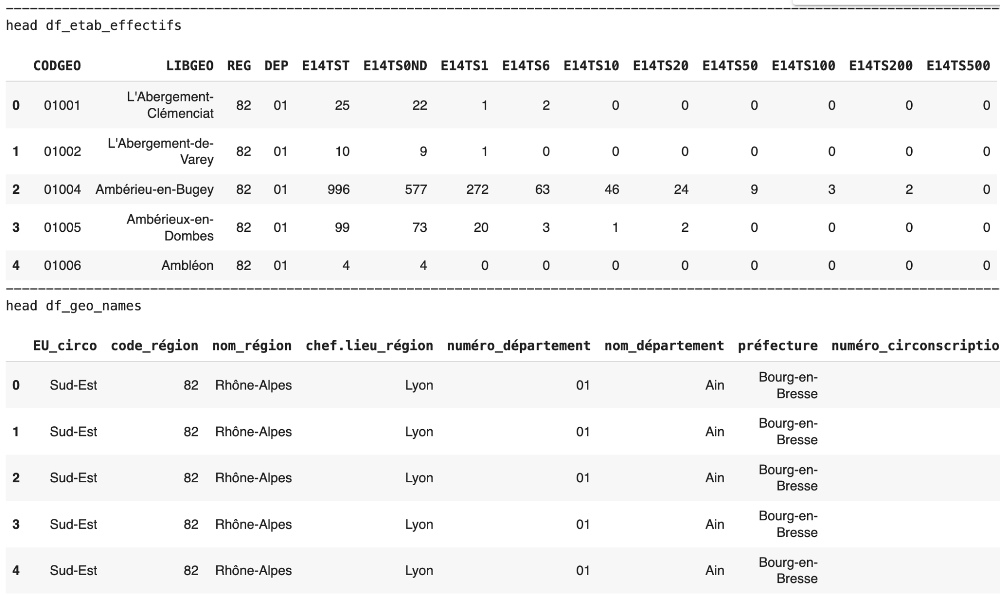 ------------------------------------------------------------------------------------------------------------------------------
head df_etab_effectifs
CODGEO LIBGEO REG DEP E14TST E14TS0ND E14TS1 E14TS6 E14TS10 E14TS20 E14TS50 E14TS100 E14TS200 E14TS500
0 01001 L'Abergement-
Clémenciat 82 01 25 22 1 2 0 0 0 0 0 0
1 01002 L'Abergement-de-
Varey 82 01 10 9 1 0 0 0 0 0 0 0
2 01004 Ambérieu-en-Bugey 82 01 996 577 272 63 46 24 9 3 2 0
3 01005 Ambérieux-en-
Dombes 82 01 99 73 20 3 1 2 0 0 0 0
4 01006 Ambléon 82 01 4 4 0 0 0 0 0 0 0 0
------------------------------------------------------------------------------------------------------------------------------
head df_geo_names
EU_circo code_région nom_région chef.lieu_région numéro_département nom_département préfecture numéro_circonscriptio
0 Sud-Est 82 Rhône-Alpes Lyon 01 Ain Bourg-en-
Bresse
1 Sud-Est 82 Rhône-Alpes Lyon 01 Ain Bourg-en-
Bresse
2 Sud-Est 82 Rhône-Alpes Lyon 01 Ain Bourg-en-
Bresse
3 Sud-Est 82 Rhône-Alpes Lyon 01 Ain Bourg-en-
Bresse
4 Sud-Est 82 Rhône-Alpes Lyon 01 Ain Bourg-en-
Bresse